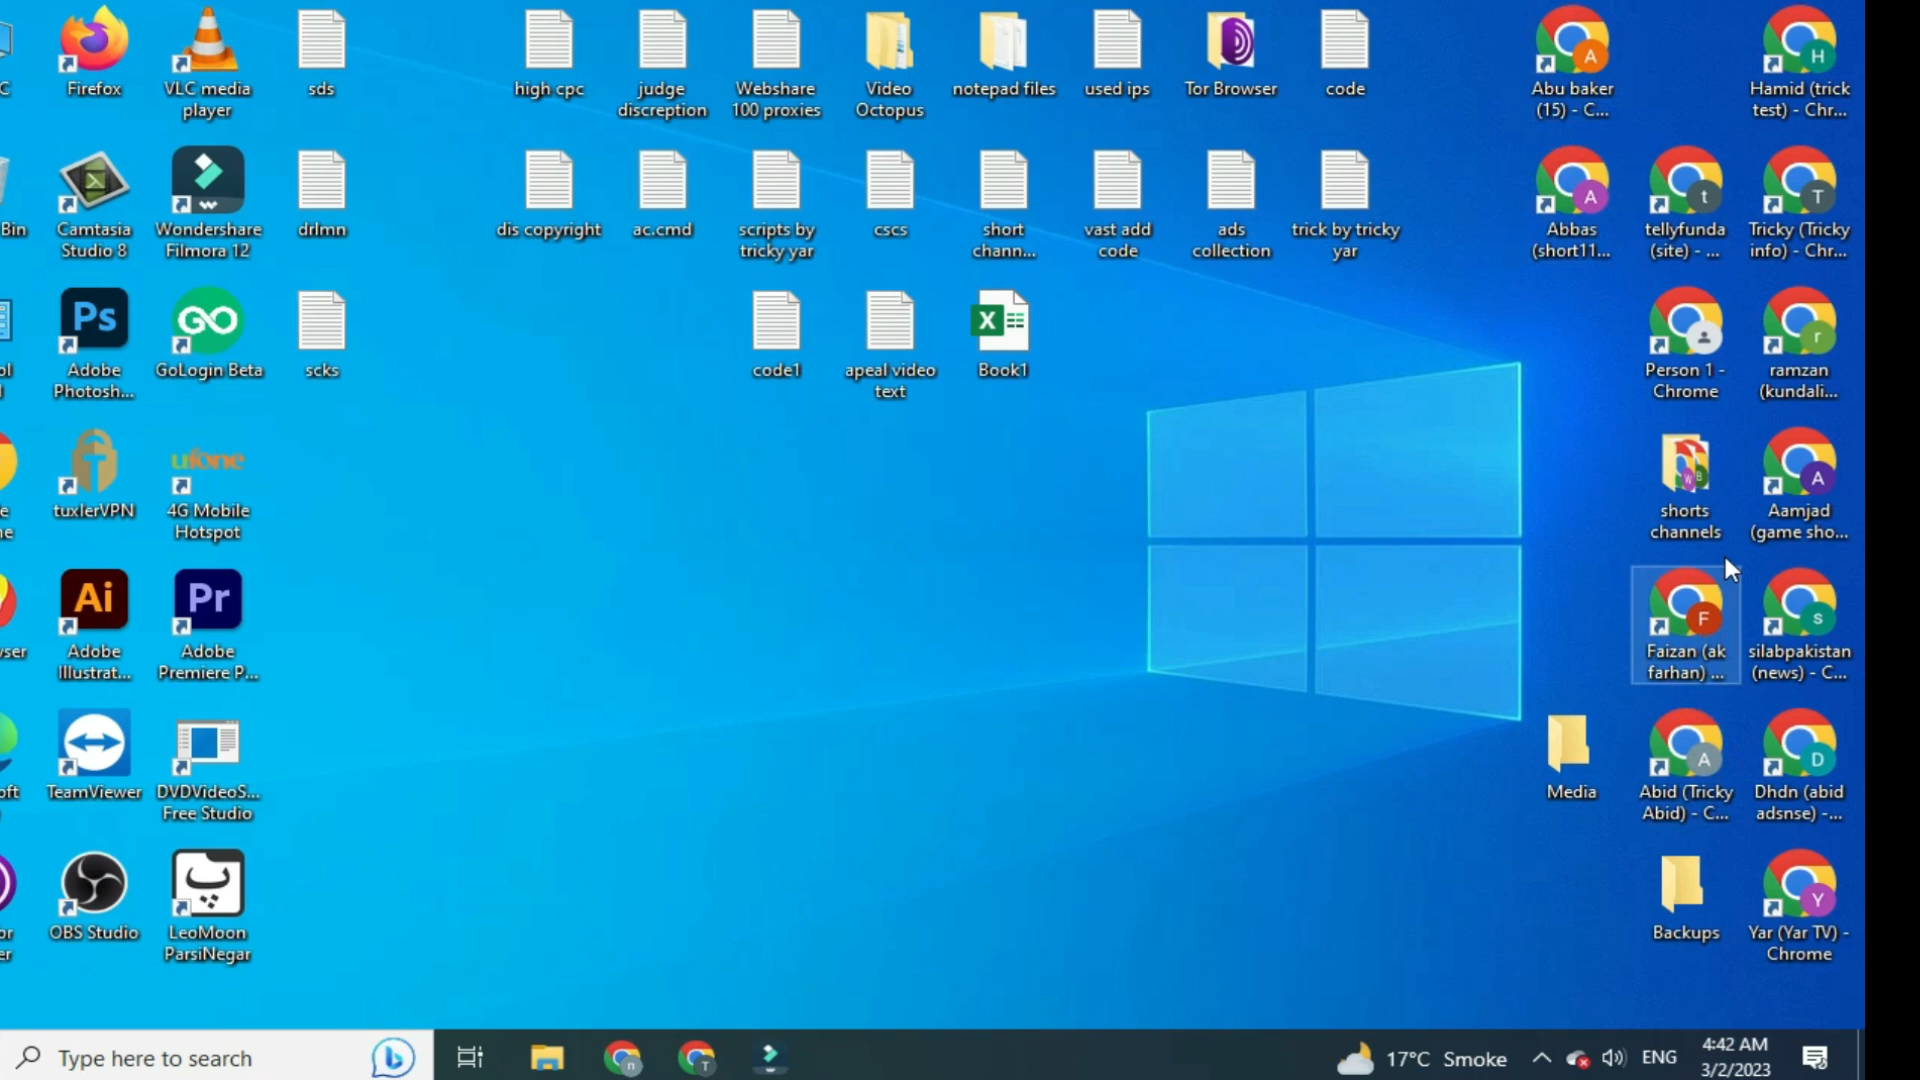 Firefox
VLC media
player
sds
high cpc
judge
discreption
Webshare
100 proxies
Video
Octopus
notepad files
used ips
Tor Browser
code
Abu baker
(15) - C...
Hamid (trick
test) - Chr...
Bin
Camtasia
Studio 8
Wondershare
Filmora 12
drlmn
dis copyright
ac.cmd
scripts by
tricky yar
cscs
short
chann...
vast add
code
ads
collection
trick by tricky
yar
Abbas
(short11...
tellyfunda
(site) - ...
Tricky (Tricky
info) - Chr...
Ps
Adobe
Photosh...
GO
GoLogin Beta
scks
code1
apeal video
text
Book1
Person 1 -
Chrome
ramzan
(kundali...
tuxlerVPN
ufone
4G Mobile
Hotspot
shorts
channels
Aamjad
(game sho...
Ai
Adobe
Illustrat...
Pr
Adobe
Premiere P...
Faizan (ak
farhan) ...
silabpakistan
(news) - C...
TeamViewer
DVDVideoS...
Free Studio
Media
Abid (Tricky
Abid) - C...
Dhdn (abid
adsnse) -...
OBS Studio
پ
LeoMoon
ParsiNegar
Backups
Yar (Yar TV) -
Chrome
Type here to search
17°C Smoke
ENG
4:42 AM
3/2/2023